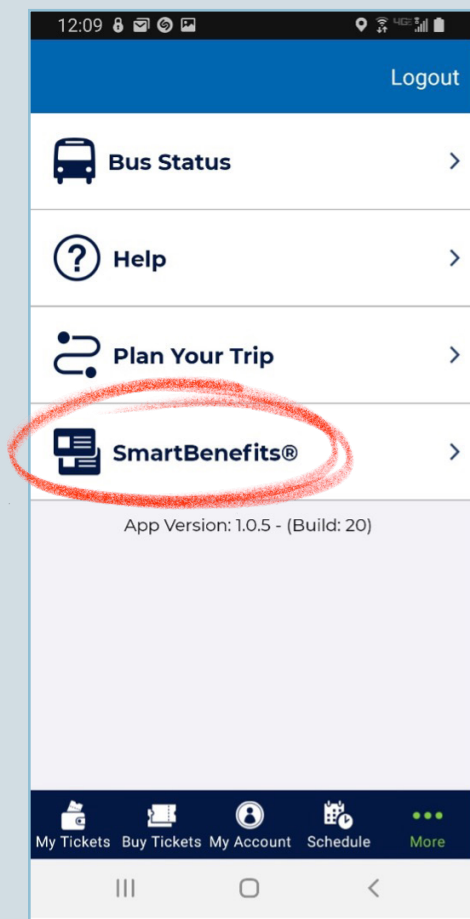 12:09
4GE
Logout
Bus Status
Help
Plan Your Trip
SmartBenefits®
App Version: 1.0.5 - (Build: 20)
My Tickets Buy Tickets My Account Schedule More